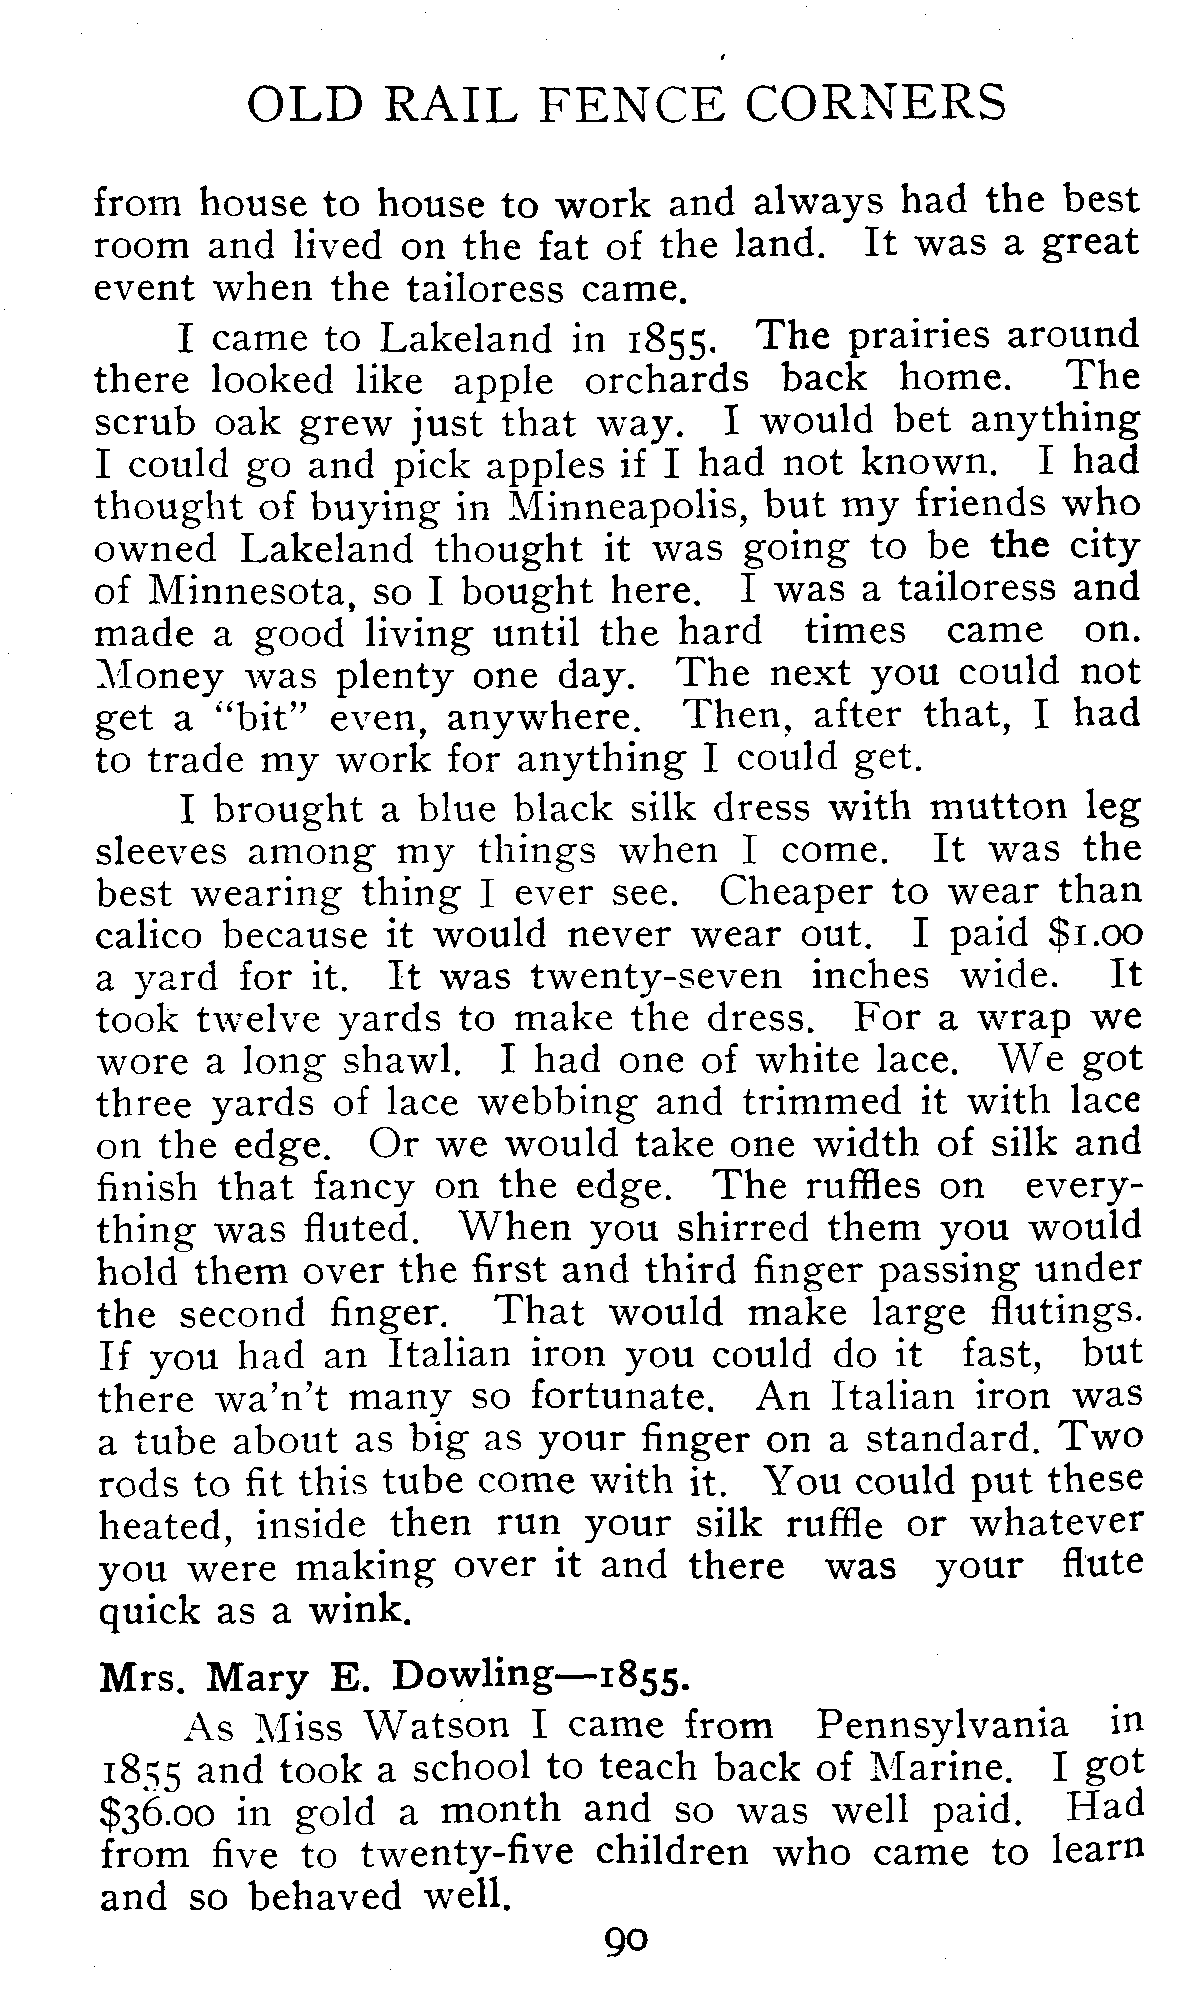 OLD RAIL FENCE CORNERS
from house to house to work and always had the best
room and lived on the fat of the land. It was a great
event when the tailoress came.
I came to Lakeland in 1855. The prairies around
there looked like apple orchards back home. The
scrub oak grew just that way. I would bet anything
I could go and pick apples if I had not known. I had
thought of buying in Minneapolis, but my friends who
owned Lakeland thought it was going to be the city
of Minnesota, so I bought here. I was a tailoress and
made a good living until the hard times came on.
Money was plenty one day. The next you could not
get a "bit" even, anywhere. Then, after that, I had
to trade my work for anything I could get.
I brought a blue black silk dress with mutton leg
sleeves among my things when I come. It was the
best wearing thing I ever see. Cheaper to wear than
calico because it would never wear out. I paid $1.00
a yard for it. It was twenty-seven inches wide. It
took twelve yards to make the dress. For a wrap we
wore a long shawl. I had one of white lace. We got
three yards of lace webbing and trimmed it with lace
on the edge. Or we would take one width of silk and
finish that fancy on the edge. The ruffles on every-
thing was fluted. When you shirred them you would
hold them over the first and third finger passing under
the second finger. That would make large flutings.
If you had an Italian iron you could do it fast, but
there wa'n't many so fortunate. An Italian iron was
a tube about as big as your finger on a standard. Two
rods to fit this tube come with it. You could put these
heated, inside then run your silk ruffle or whatever
you were making over it and there was your flute
quick as a wink.
Mrs. Mary E. Dowling—1855.
As Miss Watson I came from Pennsylvania in
1855 and took a school to teach back of Marine. I got
$36.00 in gold a month and so was well paid. Had
from five to twenty-five children who came to learn
and so behaved well.
90